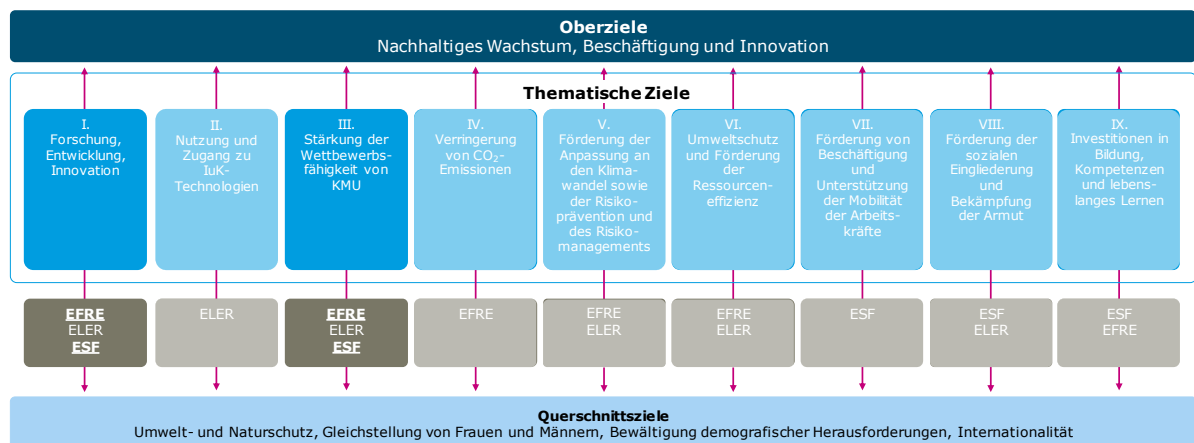 Oberziele
Nachhaltiges Wachstum, Beschäftigung und Innovation
Thematische Ziele
I.
Forschung,
Entwicklung,
Innovation
II.
Nutzung und
Zugang zu
IuK-
Technologien
III.
Stärkung der
Wettbewerbs-
fähigkeit von
KMU
IV.
Verringerung
von CO₂-
Emissionen
V.
Förderung der
Anpassung an
den Klima-
wandel sowie
der Risiko-
prävention und
des Risiko-
managements
VI.
Umweltschutz
und Förderung
der
Ressourcen-
effizienz
VII.
Förderung von
Beschäftigung
und
Unterstützung
der Mobilität
der Arbeits-
kräfte
VIII.
Förderung der
sozialen
Eingliederung
und
Bekämpfung
der Armut
IX.
Investitionen in
Bildung,
Kompetenzen
und lebens-
langes Lernen
EFRE
ELER
ESF
ELER
EFRE
ELER
ESF
EFRE
EFRE
ELER
EFRE
ELER
ESF
ESF
ELER
ESF
EFRE
Querschnittsziele
Umwelt- und Naturschutz, Gleichstellung von Frauen und Männern, Bewältigung demografischer Herausforderungen, Internationalität